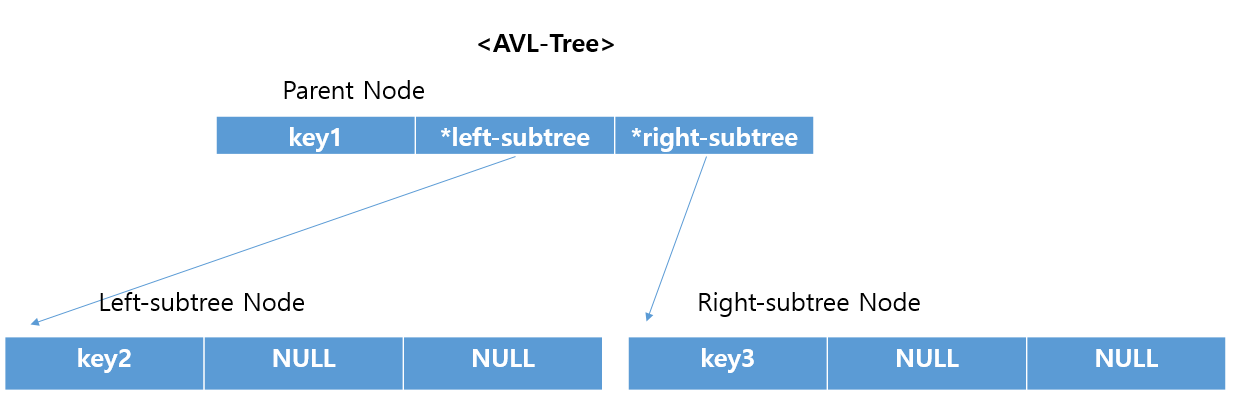 <AVL-Tree>
Parent Node
key1 *left-subtree *right-subtree
Left-subtree Node Right-subtree Node
key2 NULL NULL key3 NULL NULL